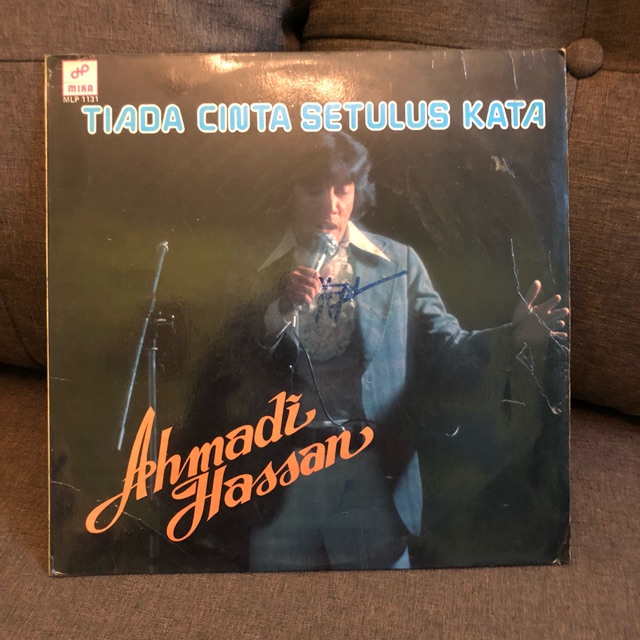 MIKA
MLP 1131
TIADA CINTA SETULUS KATA
Ahmadi
Hassan